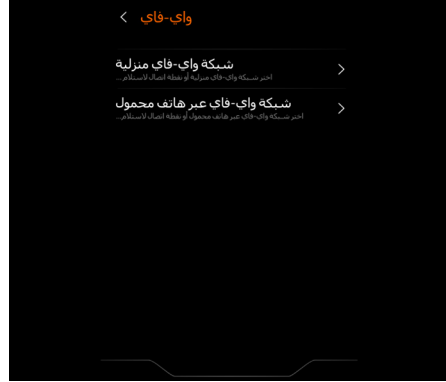 واي-فاي
شبكة واي-فاي منزلية
اختر شبكة واي-فاي منزلية أو نقطة اتصال لاستلام...
شبكة واي-فاي عبر هاتف محمول
اختر شبكة واي-فاي عبر هاتف محمول أو نقطة اتصال لاستلام...